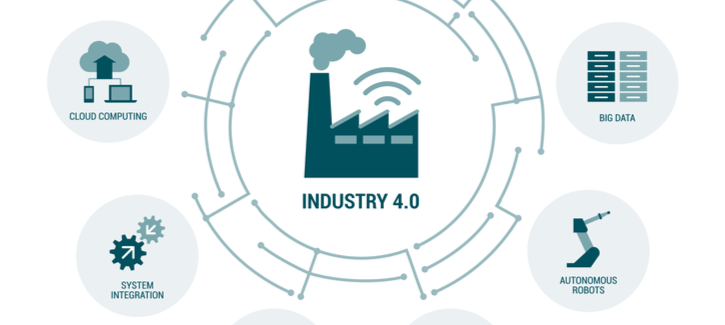 CLOUD COMPUTING
BIG DATA
INDUSTRY 4.0
SYSTEM
INTEGRATION
AUTONOMOUS
ROBOTS